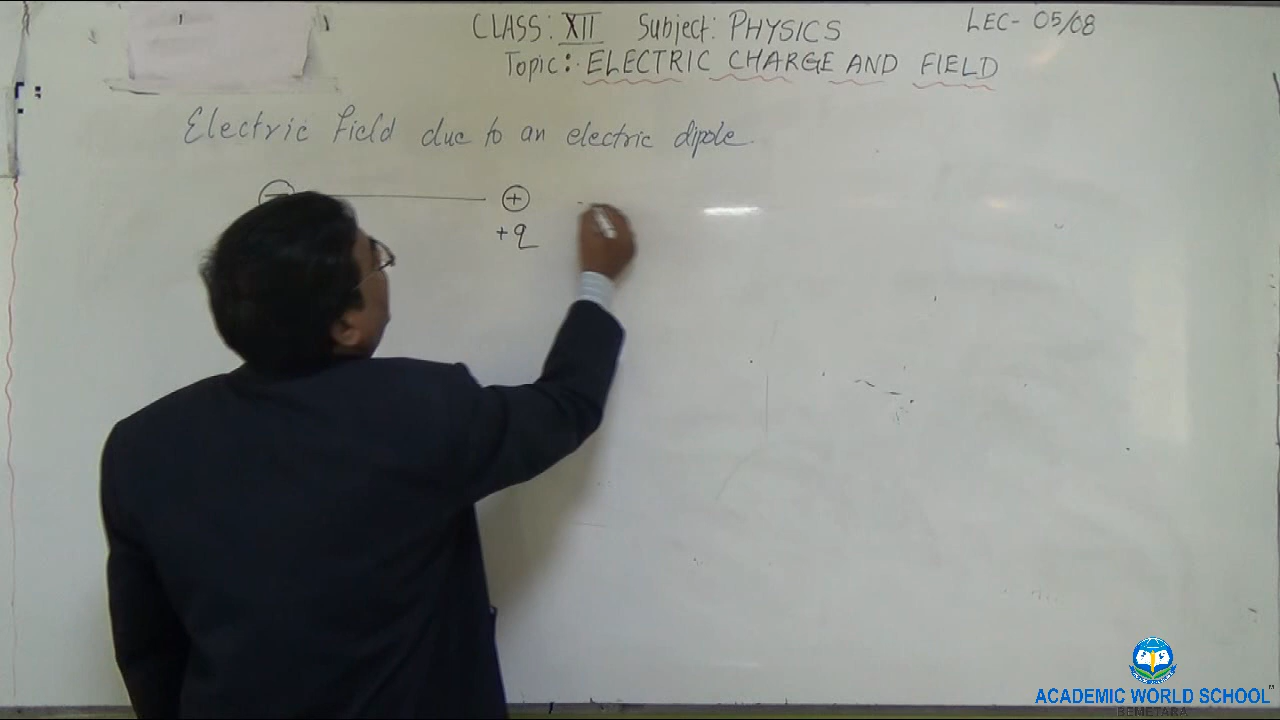 CLASS: XII Subject: PHYSICS LEC- 05/08
Topic: ELECTRIC CHARGE AND FIELD
Electric Field due to an electric dipole.
+
+q
ACADEMIC WORLD SCHOOL
BEMETARA